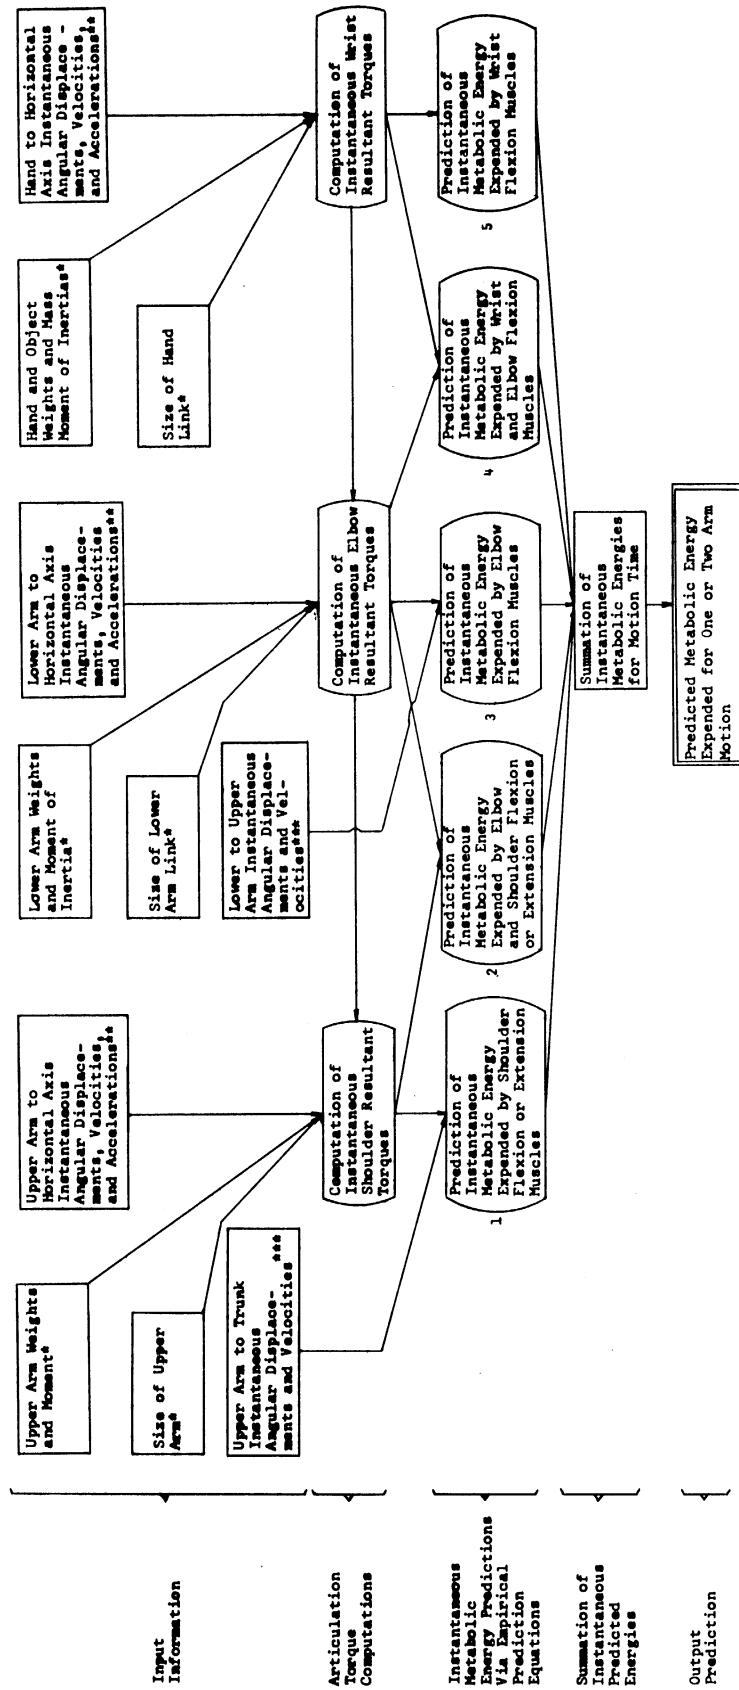 Input
Information
Upper Arm Weights
and Moment*
Size of Upper
Arm*
Upper Arm to Trunk
Instantaneous
Angular Displace- ***
ments and Velocities
Upper Arm to
Horizontal Axis
Instantaneous
Angular Displace-
ments, Velocities,
and Accelerations**
Lower Arm Weights
and Moment of
Inertia*
Size of Lower
Arm Link*
Lower to Upper
Arm Instantaneous
Angular Displace-
ments and Vel-
ocities***
Lower Arm to
Horizontal Axis
Instantaneous
Angular Displace-
ments, Velocities
and Accelerations**
Hand and Object
Weights and Mass
Moment of Inertias*
Size of Hand
Link*
Hand to Horizontal
Axis Instantaneous
Angular Displace -
ments, Velocities,
and Accelerations**
Articulation
Torque
Computations
Computation of
Instantaneous
Shoulder Resultant
Torques
Computation of
Instantaneous Elbow
Resultant Torques
Computation of
Instantaneous Wrist
Resultant Torques
Instantaneous
Metabolic
Energy Predictions
Via Empirical
Prediction
Equations
1
Prediction of
Instantaneous
Metabolic Energy
Expended by Shoulder
Flexion or Extension
Muscles
2
Prediction of
Instantaneous
Metabolic Energy
Expended by Elbow
and Shoulder Flexion
or Extension Muscles
3
Prediction of
Instantaneous
Metabolic Energy
Expended by Elbow
Flexion Muscles
4
Prediction of
Instantaneous
Metabolic Energy
Expended by Wrist
and Elbow Flexion
Muscles
5
Prediction of
Instantaneous
Metabolic Energy
Expended by Wrist
Flexion Muscles
Summation of
Instantaneous
Predicted
Energies
Summation of
Instantaneous
Metabolic Energies
for Motion Time
Output
Prediction
Predicted Metabolic Energy
Expended for One or Two Arm
Motion